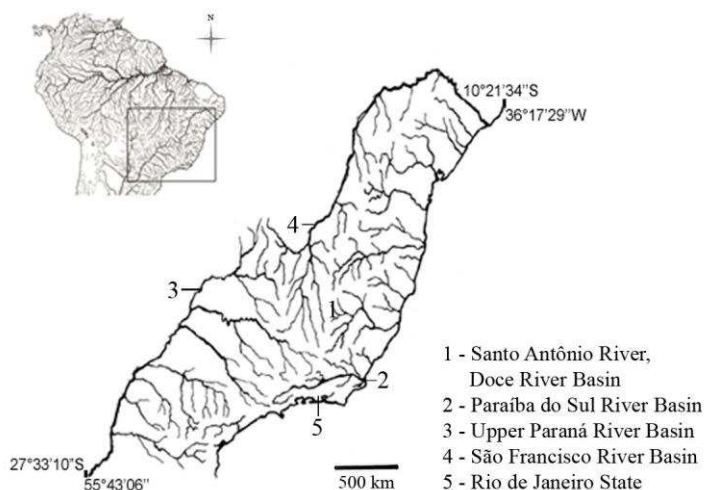 N
10°21'34"S
36°17'29"W
4
3
1
2
5
27°33'10"S
55°43'06"
500 km
1 - Santo Antônio River,
Doce River Basin
2 - Paraíba do Sul River Basin
3 - Upper Paraná River Basin
4 - São Francisco River Basin
5 - Rio de Janeiro State